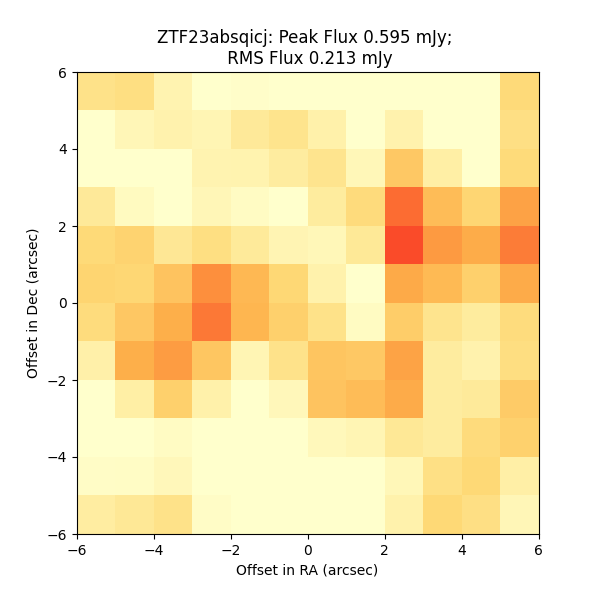 ZTF23absqicj: Peak Flux 0.595 mJy;
RMS Flux 0.213 mJy
6
4
2
0
−2
−4
−6
Offset in Dec (arcsec)
−6 −4 −2 0 2 4 6
Offset in RA (arcsec)